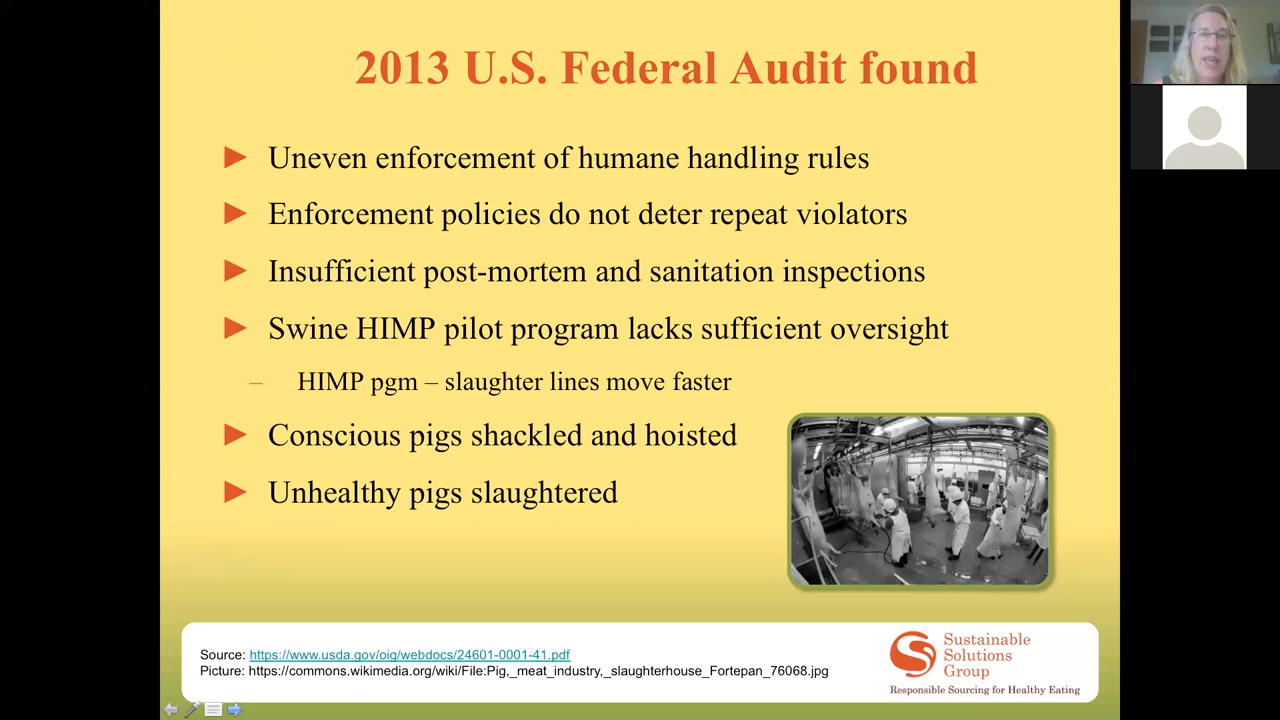 2013 U.S. Federal Audit found
► Uneven enforcement of humane handling rules
► Enforcement policies do not deter repeat violators
► Insufficient post-mortem and sanitation inspections
► Swine HIMP pilot program lacks sufficient oversight
– HIMP pgm – slaughter lines move faster
► Conscious pigs shackled and hoisted
► Unhealthy pigs slaughtered
Source: https://www.usda.gov/oig/webdocs/24601-0001-41.pdf
Picture: https://commons.wikimedia.org/wiki/File:Pig,_meat_industry,_slaughterhouse_Fortepan_76068.jpg
Sustainable
Solutions
Group
Responsible Sourcing for Healthy Eating